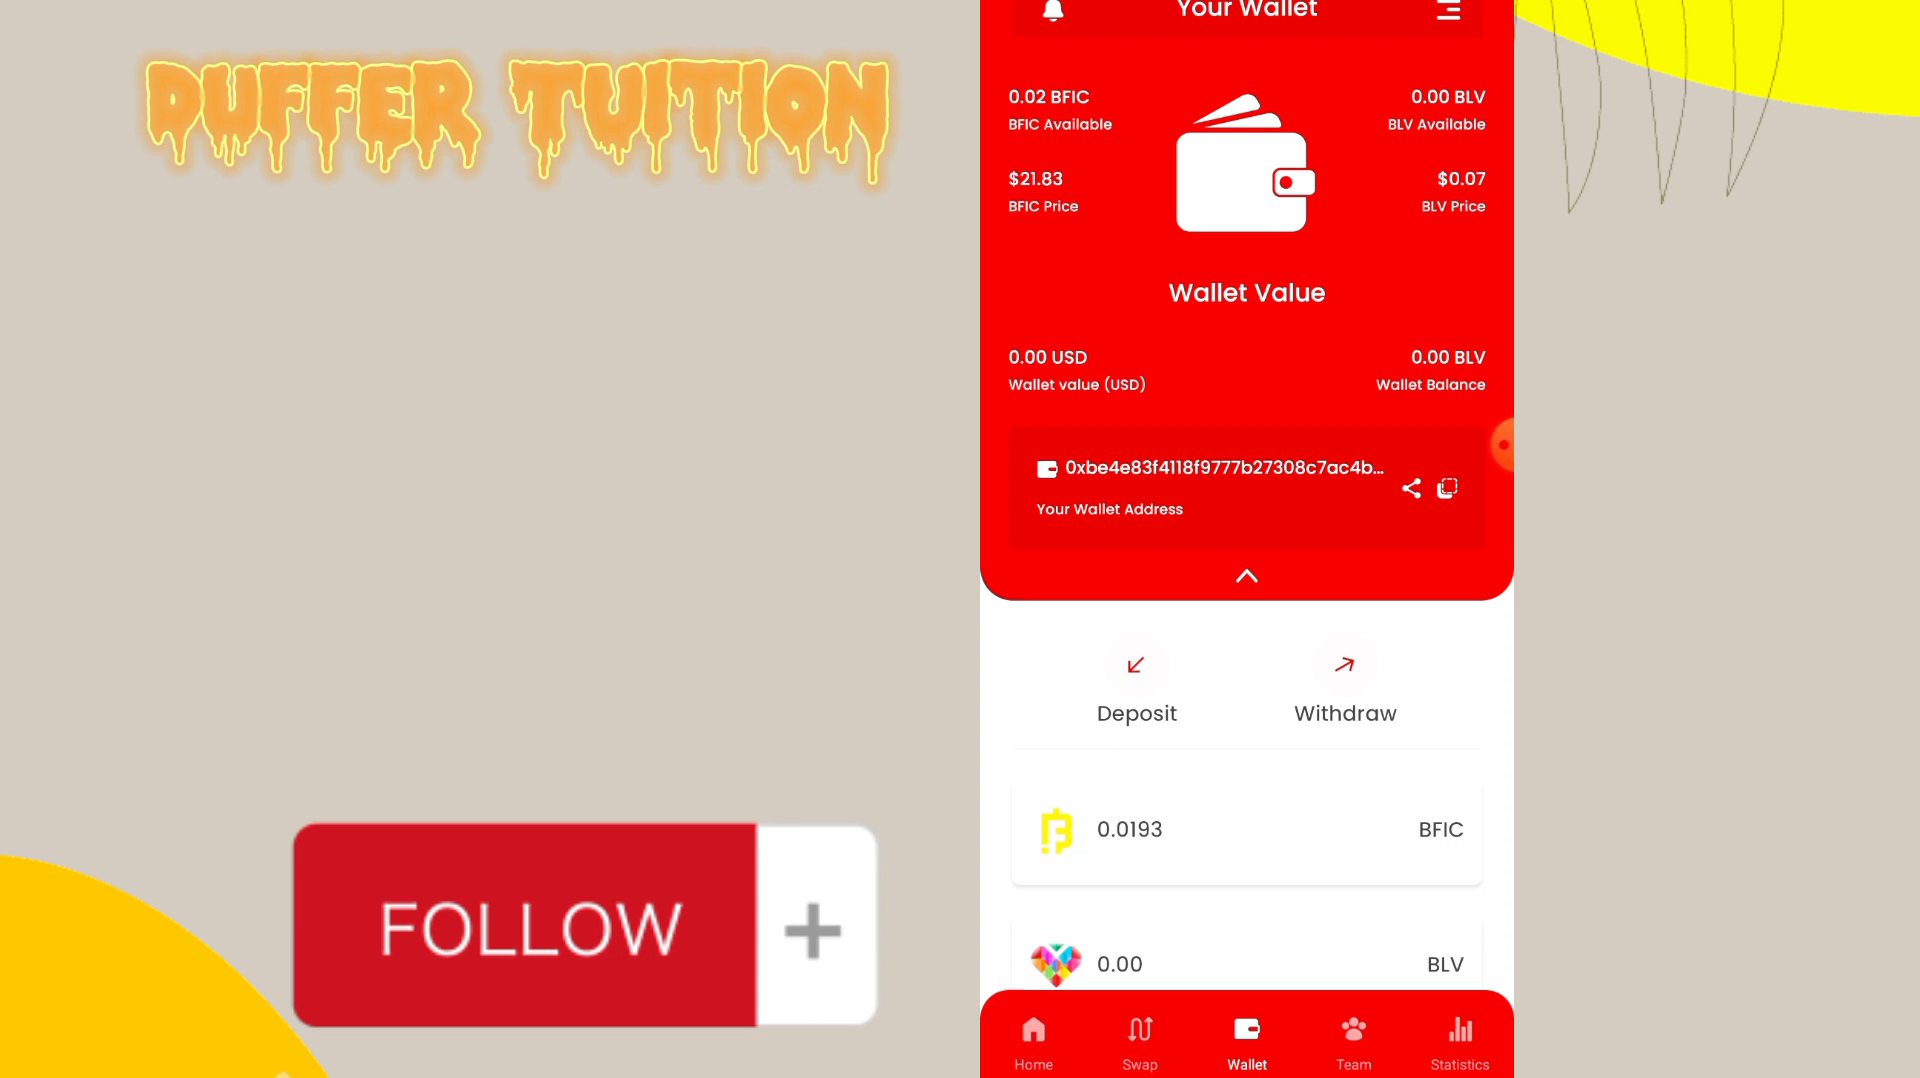 DUFFER TUITION
Your Wallet
0.02 BFIC
BFIC Available
0.00 BLV
BLV Available
$21.83
BFIC Price
$0.07
BLV Price
Wallet Value
0.00 USD
Wallet value (USD)
0.00 BLV
Wallet Balance
0xbe4e83f4118f9777b27308c7ac4b...
Your Wallet Address
Deposit
Withdraw
0.0193 BFIC
0.00 BLV
FOLLOW +
Home Swap Wallet Team Statistics